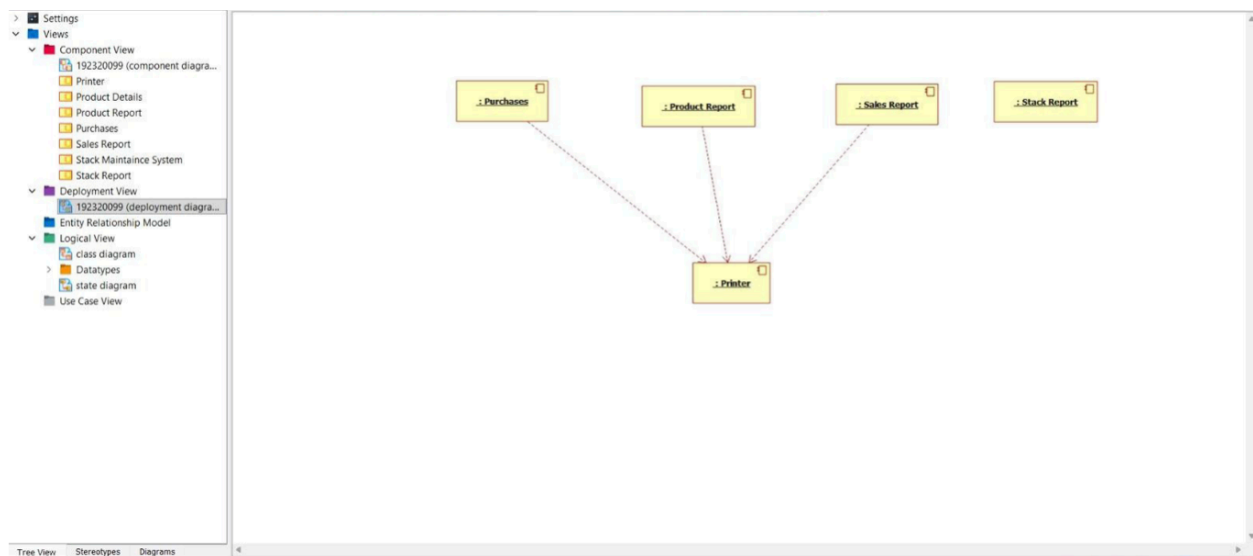 Settings
Views
Component View
192320099 (component diagra...
Printer
Product Details
Product Report
Purchases
Sales Report
Stack Maintaince System
Stack Report
Deployment View
192320099 (deployment diagra...
Entity Relationship Model
Logical View
class diagram
Datatypes
state diagram
Use Case View
Tree View Stereotypes Diagrams
: Purchases
: Product Report
: Sales Report
: Stack Report
: Printer